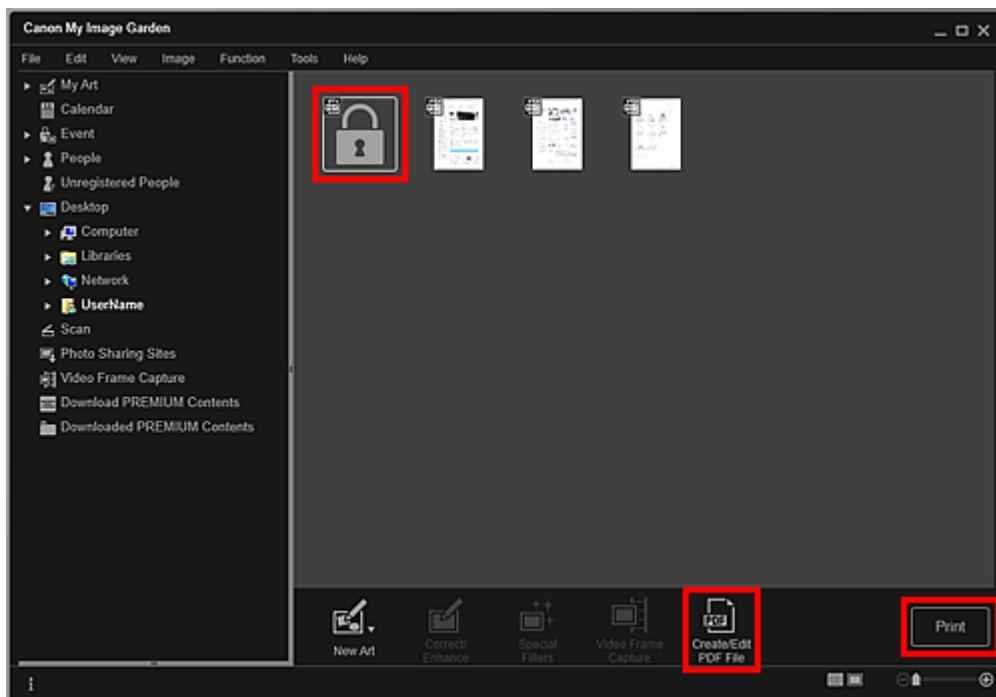 Canon My Image Garden
File Edit View Image Function Tools Help
My Art
Calendar
Event
People
Unregistered People
Desktop
Computer
Libraries
Network
UserName
Scan
Photo Sharing Sites
Video Frame Capture
Download PREMIUM Contents
Downloaded PREMIUM Contents
New Art
Correct/
Enhance
Special
Filters
Video Frame
Capture
PDF
Create/Edit
PDF File
Print
i